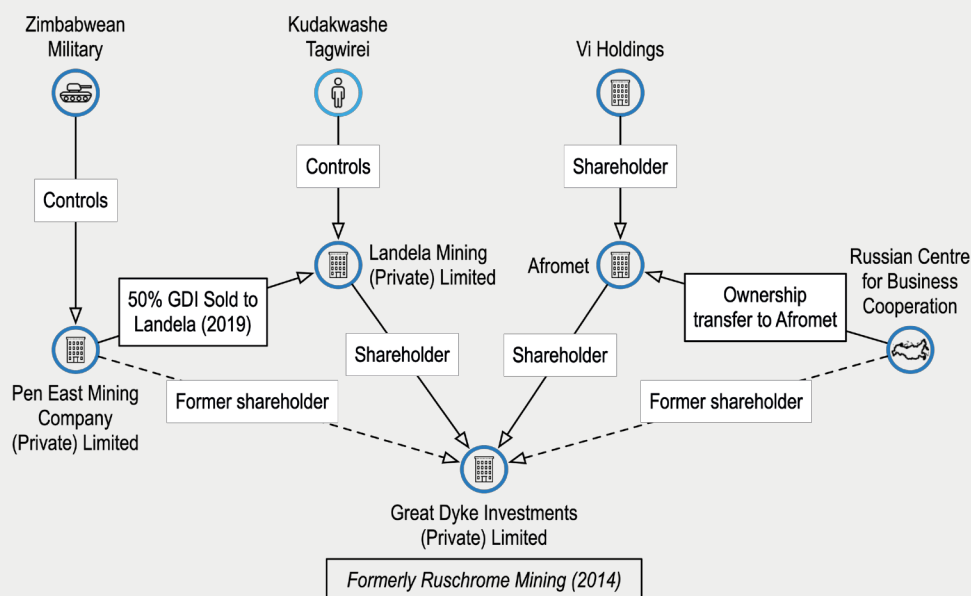 Zimbabwean
Military
Kudakwashe
Tagwirei
Vi Holdings
Controls
Controls
Shareholder
Landela Mining
(Private) Limited
Afromet
Russian Centre
for Business
Cooperation
50% GDI Sold to
Landela (2019)
Ownership
transfer to Afromet
Pen East Mining
Company
(Private) Limited
Shareholder
Shareholder
Former shareholder
Former shareholder
Great Dyke Investments
(Private) Limited
Formerly Ruschrome Mining (2014)